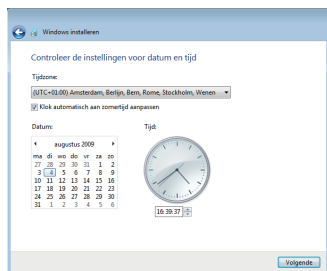 Windows installeren
Controleer de instellingen voor datum en tijd
Tijdzone:
(UTC+01:00) Amsterdam, Berlijn, Bern, Rome, Stockholm, Wenen
Klok automatisch aan zomertijd aanpassen
Datum:
Tijd:
augustus 2009
ma di wo do vr za zo
27 28 29 30 31 1 2
3 4 5 6 7 8 9
10 11 12 13 14 15 16
17 18 19 20 21 22 23
24 25 26 27 28 29 30
31 1 2 3 4 5 6
16:39:37
Volgende